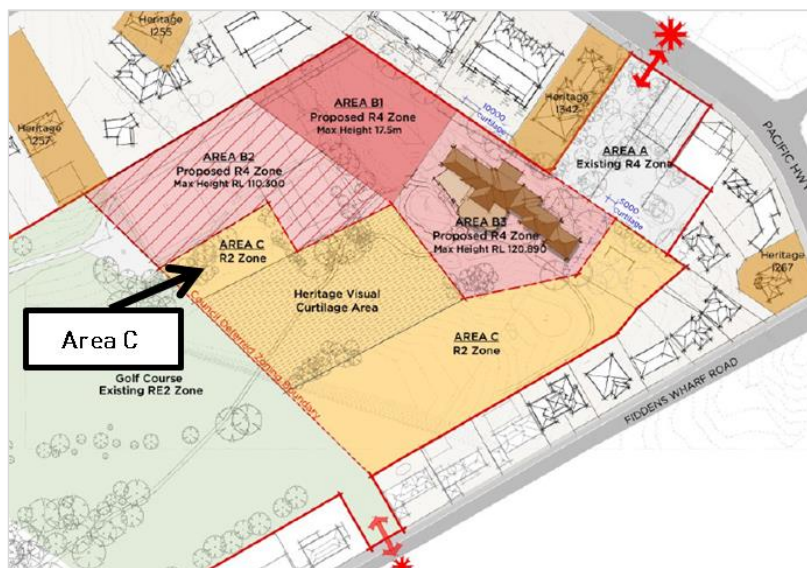 Heritage
1255
Heritage
1257
AREA B1
Proposed R4 Zone
Max Height 17.5m
10000
curtilage
Heritage
1342
AREA A
Existing R4 Zone
PACIFIC HWY
AREA B2
Proposed R4 Zone
Max Height RL 110.300
5000
curtilage
AREA B3
Proposed R4 Zone
Max Height RL 120.890
AREA C
R2 Zone
Heritage
1267
Heritage Visual
Curtilage Area
Area C
Council Deferred Zoning Boundary
AREA C
R2 Zone
Golf Course
Existing RE2 Zone
FIDDENS WHARF ROAD